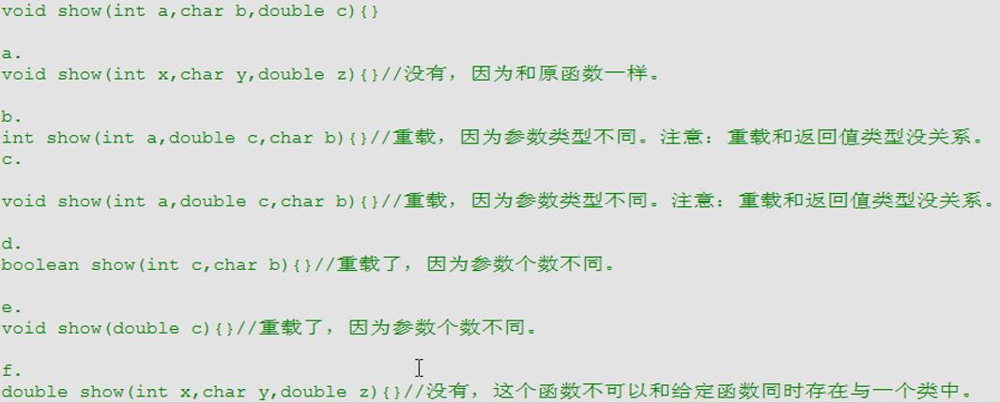 void show(int a,char b,double c){}
a.
void show(int x,char y,double z){}//没有，因为和原函数一样。
b.
int show(int a,double c,char b){}//重载，因为参数类型不同。注意：重载和返回值类型没关系。
c.
void show(int a,double c,char b){}//重载，因为参数类型不同。注意：重载和返回值类型没关系。
d.
boolean show(int c,char b){}//重载了，因为参数个数不同。
e.
void show(double c){}//重载了，因为参数个数不同。
f.
double show(int x,char y,double z){}//没有，这个函数不可以和给定函数同时存在与一个类中。